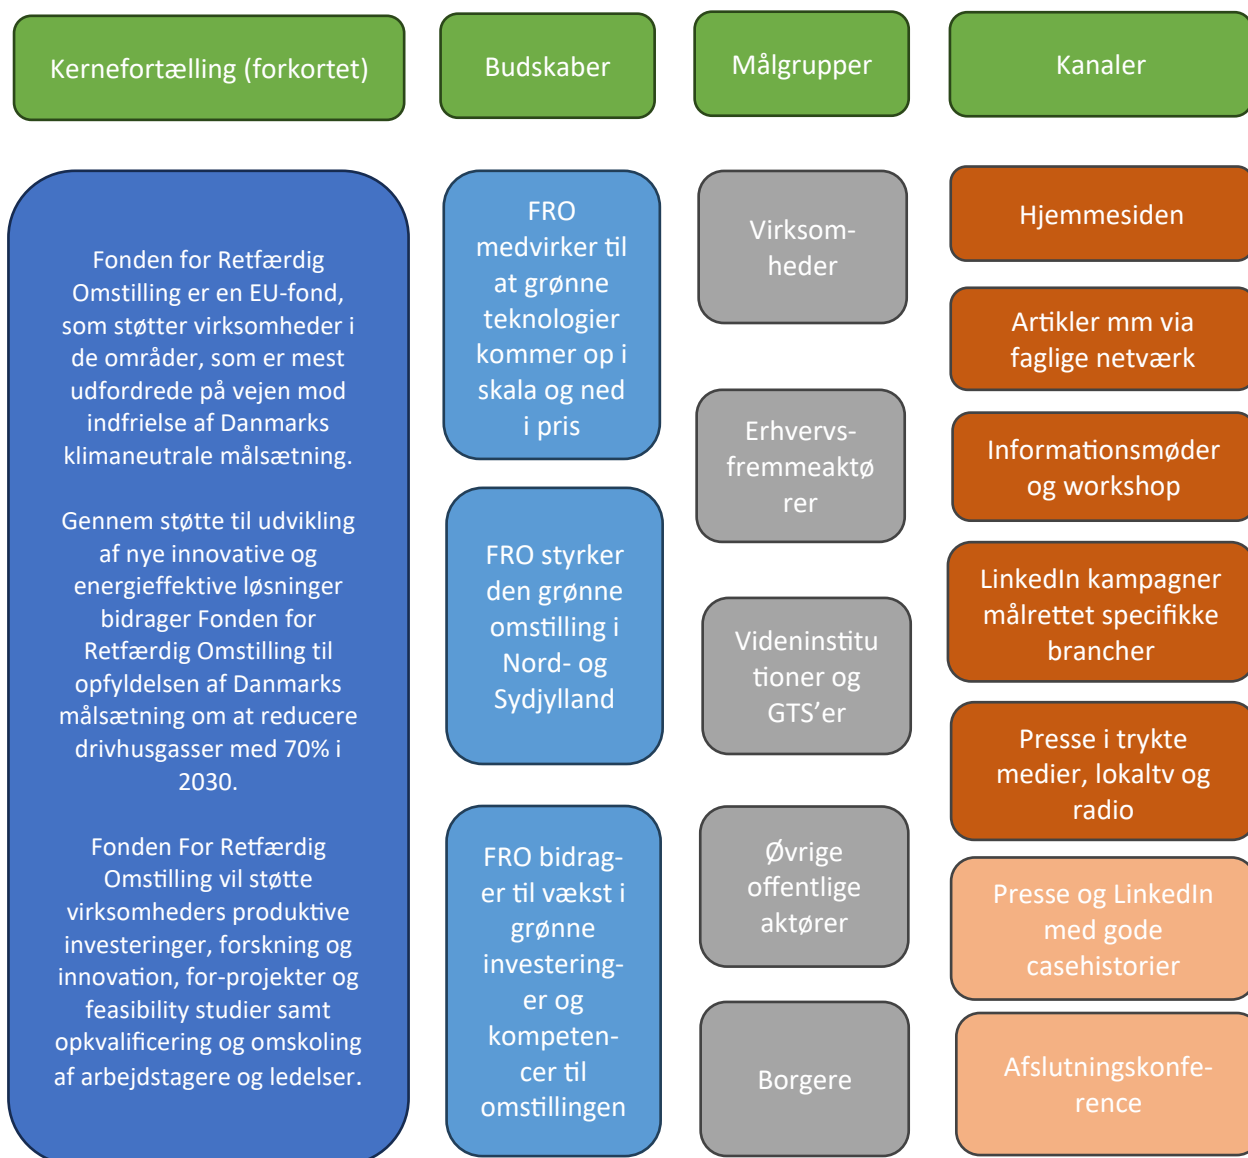 Kernefortælling (forkortet)
Budskaber
Målgrupper
Kanaler
Fonden for Retfærdig
Omstilling er en EU-fond,
som støtter virksomheder i
de områder, som er mest
udfordrede på vejen mod
indfrielse af Danmarks
klimaneutrale målsætning.
Gennem støtte til udvikling
af nye innovative og
energieffektive løsninger
bidrager Fonden for
Retfærdig Omstilling til
opfyldelsen af Danmarks
målsætning om at reducere
drivhusgasser med 70% i
2030.
Fonden For Retfærdig
Omstilling vil støtte
virksomheders produktive
investeringer, forskning og
innovation, for-projekter og
feasibility studier samt
opkvalificering og omskoling
af arbejdstagere og ledelser.
FRO
medvirker til
at grønne
teknologier
kommer op i
skala og ned
i pris
FRO styrker
den grønne
omstilling i
Nord- og
Sydjylland
FRO bidrag-
er til vækst i
grønne
investering-
er og
kompeten-
cer til
omstillingen
Virksom-
heder
Erhvervs-
fremmeaktø
rer
Videninstitu
tioner og
GTS’er
Øvrige
offentlige
aktører
Borgere
Hjemmesiden
Artikler mm via
faglige netværk
Informationsmøder
og workshop
LinkedIn kampagner
målrettet specifikke
brancher
Presse i trykte
medier, lokaltv og
radio
Presse og LinkedIn
med gode
casehistorier
Afslutningskonfe-
rence